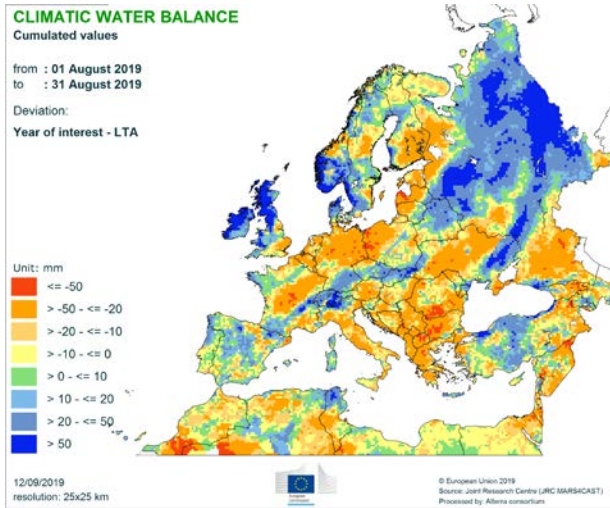 CLIMATIC WATER BALANCE
Cumulated values
from : 01 August 2019
to : 31 August 2019
Deviation:
Year of interest - LTA
Unit: mm
<= -50
> -50 - <= -20
> -20 - <= -10
> -10 - <= 0
> 0 - <= 10
> 10 - <= 20
> 20 - <= 50
> 50
12/09/2019
resolution: 25x25 km
European
Commission
© European Union 2019
Source: Joint Research Centre (JRC-MARS4CAST)
Processed by: Alterra consortium